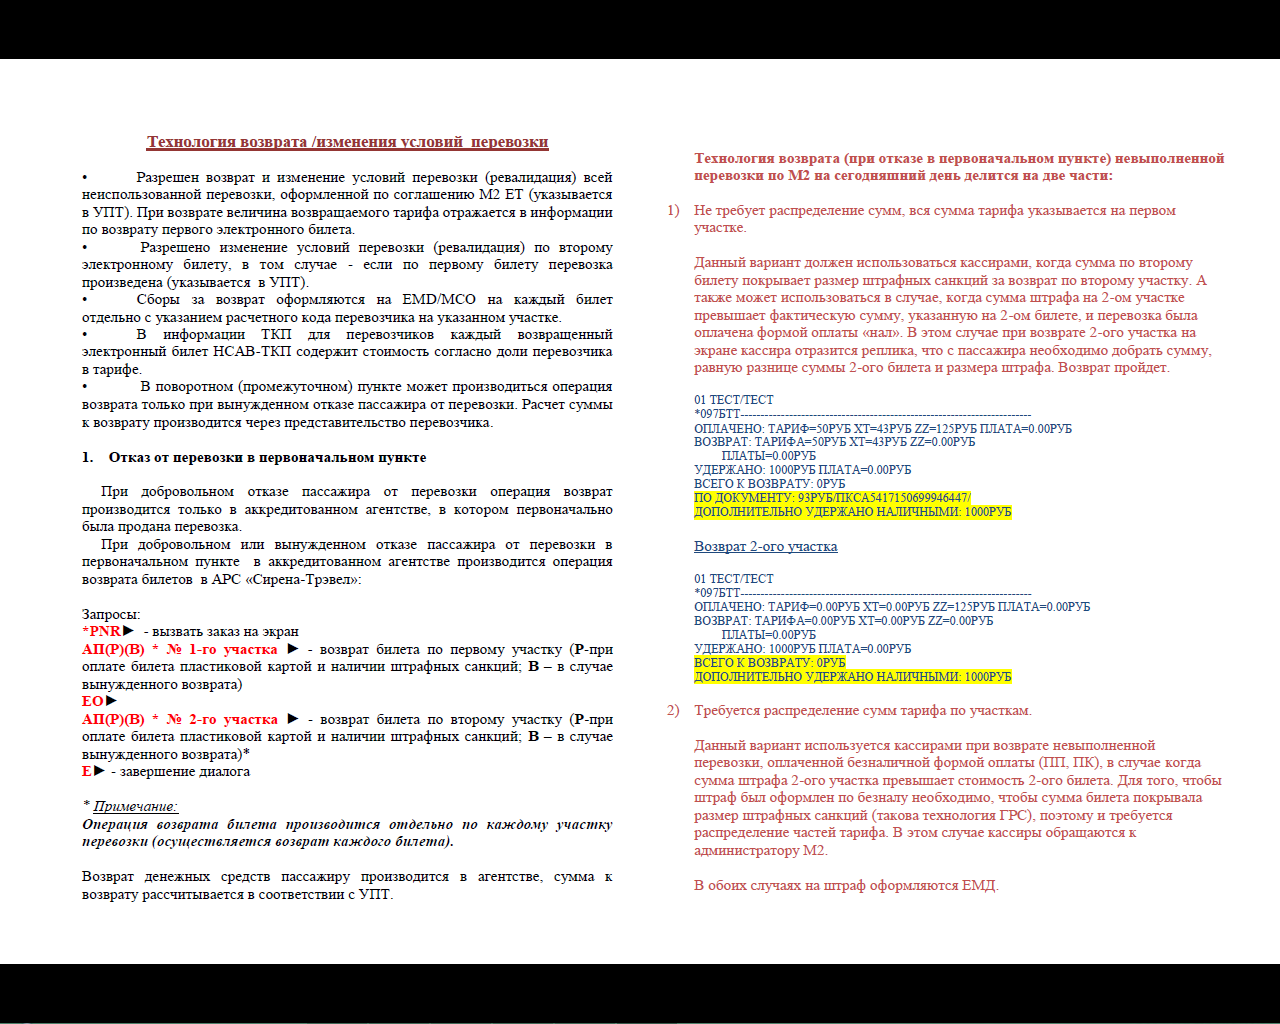 Технология возврата /изменения условий  перевозки
• Разрешен возврат и изменение условий перевозки (ревалидация) всей
неиспользованной перевозки, оформленной по соглашению М2 ЕТ (указывается
в УПТ). При возврате величина возвращаемого тарифа отражается в информации
по возврату первого электронного билета.
• Разрешено изменение условий перевозки (ревалидация) по второму
электронному билету, в том случае - если по первому билету перевозка
произведена (указывается  в УПТ).
• Сборы за возврат оформляются на EMD/MCO на каждый билет
отдельно с указанием расчетного кода перевозчика на указанном участке.
• В информации ТКП для перевозчиков каждый возвращенный
электронный билет НСАВ-ТКП содержит стоимость согласно доли перевозчика
в тарифе.
• В поворотном (промежуточном) пункте может производиться операция
возврата только при вынужденном отказе пассажира от перевозки. Расчет суммы
к возврату производится через представительство перевозчика.
1. Отказ от перевозки в первоначальном пункте
При добровольном отказе пассажира от перевозки операция возврат
производится только в аккредитованном агентстве, в котором первоначально
была продана перевозка.
При добровольном или вынужденном отказе пассажира от перевозки в
первоначальном пункте  в аккредитованном агентстве производится операция
возврата билетов  в АРС «Сирена-Трэвел»:
Запросы:
*PNR► - вызвать заказ на экран
АП(Р)(В) * № 1-го участка ► - возврат билета по первому участку (Р-при
оплате билета пластиковой картой и наличии штрафных санкций; В – в случае
вынужденного возврата)
ЕО►
АП(Р)(В) * № 2-го участка ► - возврат билета по второму участку (Р-при
оплате билета пластиковой картой и наличии штрафных санкций; В – в случае
вынужденного возврата)*
Е► - завершение диалога
* Примечание:
Операция возврата билета производится отдельно по каждому участку
перевозки (осуществляется возврат каждого билета).
Возврат денежных средств пассажиру производится в агентстве, сумма к
возврату рассчитывается в соответствии с УПТ.
Технология возврата (при отказе в первоначальном пункте) невыполненной
перевозки по М2 на сегодняшний день делится на две части:
1) Не требует распределение сумм, вся сумма тарифа указывается на первом
участке.
Данный вариант должен использоваться кассирами, когда сумма по второму
билету покрывает размер штрафных санкций за возврат по второму участку. А
также может использоваться в случае, когда сумма штрафа на 2-ом участке
превышает фактическую сумму, указанную на 2-ом билете, и перевозка была
оплачена формой оплаты «нал». В этом случае при возврате 2-ого участка на
экране кассира отразится реплика, что с пассажира необходимо добрать сумму,
равную разнице суммы 2-ого билета и размера штрафа. Возврат пройдет.
01 ТЕСТ/ТЕСТ
*097БТТ------------------------------------------------------------------------
ОПЛАЧЕНО: ТАРИФ=50РУБ ХТ=43РУБ ZZ=125РУБ ПЛАТА=0.00РУБ
ВОЗВРАТ: ТАРИФА=50РУБ ХТ=43РУБ ZZ=0.00РУБ
ПЛАТЫ=0.00РУБ
УДЕРЖАНО: 1000РУБ ПЛАТА=0.00РУБ
ВСЕГО К ВОЗВРАТУ: 0РУБ
ПО ДОКУМЕНТУ: 93РУБ/ПКСА5417150699946447/
ДОПОЛНИТЕЛЬНО УДЕРЖАНО НАЛИЧНЫМИ: 1000РУБ
Возврат 2-ого участка
01 ТЕСТ/ТЕСТ
*097БТТ------------------------------------------------------------------------
ОПЛАЧЕНО: ТАРИФ=0.00РУБ ХТ=0.00РУБ ZZ=125РУБ ПЛАТА=0.00РУБ
ВОЗВРАТ: ТАРИФА=0.00РУБ ХТ=0.00РУБ ZZ=0.00РУБ
ПЛАТЫ=0.00РУБ
УДЕРЖАНО: 1000РУБ ПЛАТА=0.00РУБ
ВСЕГО К ВОЗВРАТУ: 0РУБ
ДОПОЛНИТЕЛЬНО УДЕРЖАНО НАЛИЧНЫМИ: 1000РУБ
2) Требуется распределение сумм тарифа по участкам.
Данный вариант используется кассирами при возврате невыполненной
перевозки, оплаченной безналичной формой оплаты (ПП, ПК), в случае когда
сумма штрафа 2-ого участка превышает стоимость 2-ого билета. Для того, чтобы
штраф был оформлен по безналу необходимо, чтобы сумма билета покрывала
размер штрафных санкций (такова технология ГРС), поэтому и требуется
распределение частей тарифа. В этом случае кассиры обращаются к
администратору М2.
В обоих случаях на штраф оформляются ЕМД.